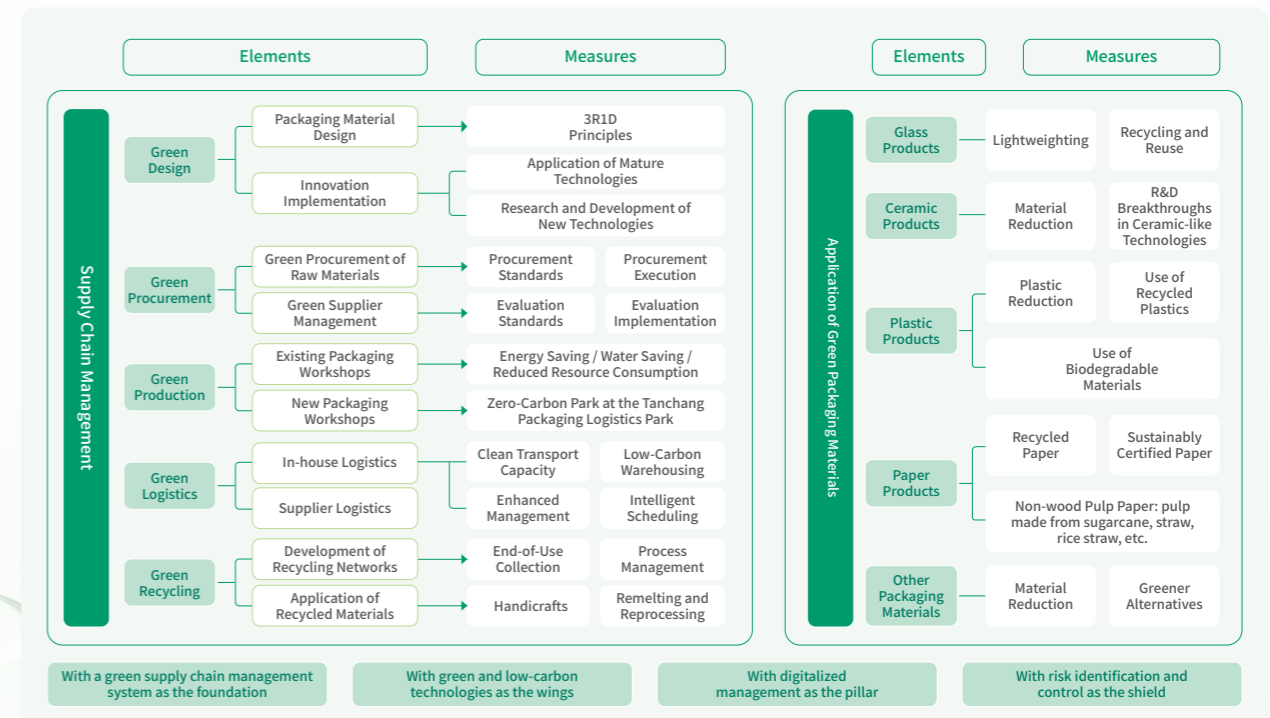 Elements
Measures
Supply Chain Management
Green
Design
Packaging Material
Design
3R1D
Principles
Innovation
Implementation
Application of Mature
Technologies
Research and Development of
New Technologies
Green
Procurement
Green Procurement of
Raw Materials
Procurement
Standards
Procurement
Execution
Green Supplier
Management
Evaluation
Standards
Evaluation
Implementation
Green
Production
Existing Packaging
Workshops
Energy Saving / Water Saving /
Reduced Resource Consumption
New Packaging
Workshops
Zero-Carbon Park at the Tanchang
Packaging Logistics Park
Green
Logistics
In-house Logistics
Clean Transport
Capacity
Low-Carbon
Warehousing
Supplier Logistics
Enhanced
Management
Intelligent
Scheduling
Green
Recycling
Development of
Recycling Networks
End-of-Use
Collection
Process
Management
Application of
Recycled Materials
Handicrafts
Remelting and
Reprocessing
Elements
Measures
Application of Green Packaging Materials
Glass
Products
Lightweighting
Recycling and
Reuse
Ceramic
Products
Material
Reduction
R&D
Breakthroughs
in Ceramic-like
Technologies
Plastic
Products
Plastic
Reduction
Use of
Recycled
Plastics
Use of
Biodegradable
Materials
Paper
Products
Recycled
Paper
Sustainably
Certified Paper
Non-wood Pulp Paper: pulp
made from sugarcane, straw,
rice straw, etc.
Other
Packaging
Materials
Material
Reduction
Greener
Alternatives
With a green supply chain management
system as the foundation
With green and low-carbon
technologies as the wings
With digitalized
management as the pillar
With risk identification and
control as the shield